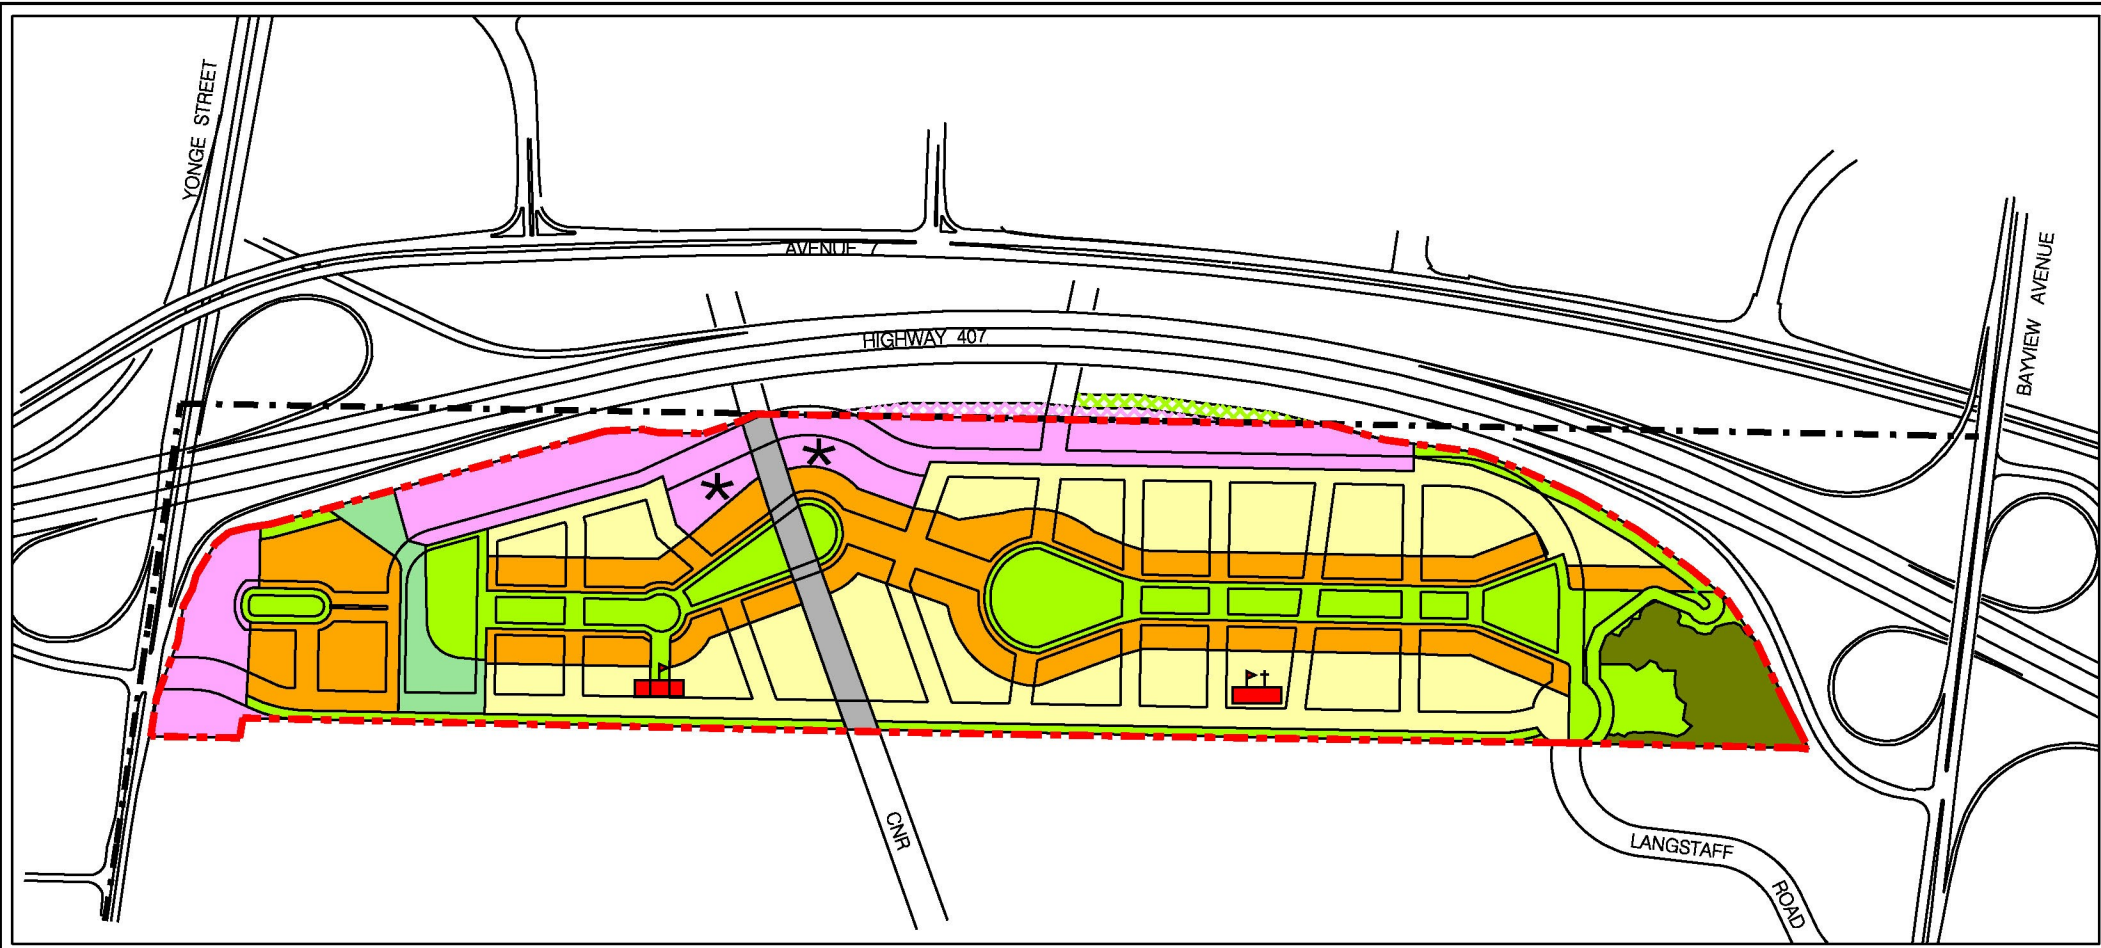 YONGE STREET
AVENUE 7
HIGHWAY 407
BAYVIEW AVENUE
CNR
LANGSTAFF
ROAD